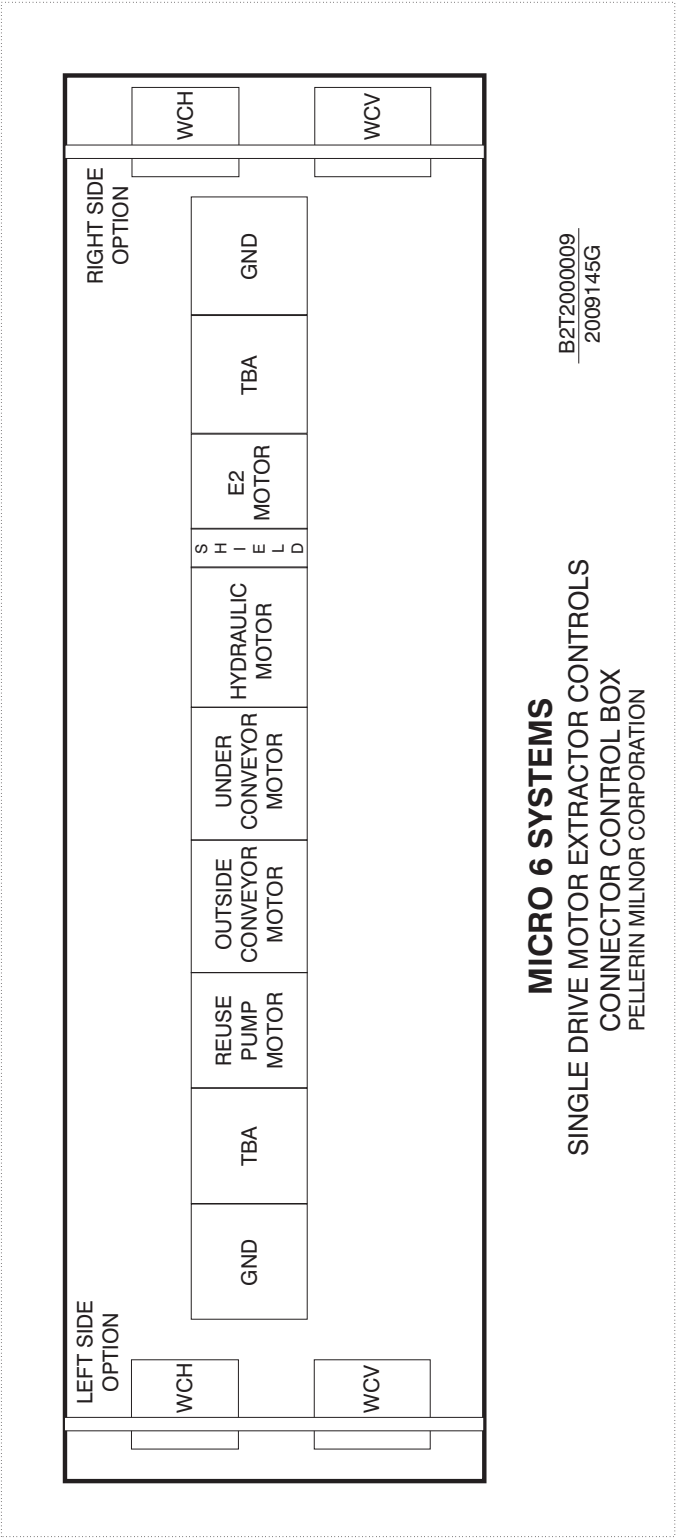 LEFT SIDE
OPTION
RIGHT SIDE
OPTION
WCH
WCH
GND
TBA
REUSE
PUMP
MOTOR
OUTSIDE
CONVEYOR
MOTOR
UNDER
CONVEYOR
MOTOR
HYDRAULIC
MOTOR
SHIELD
E2
MOTOR
TBA
GND
WCV
WCV
MICRO 6 SYSTEMS
SINGLE DRIVE MOTOR EXTRACTOR CONTROLS
CONNECTOR CONTROL BOX
PELLERIN MILNOR CORPORATION
B2T2000009
2009145G